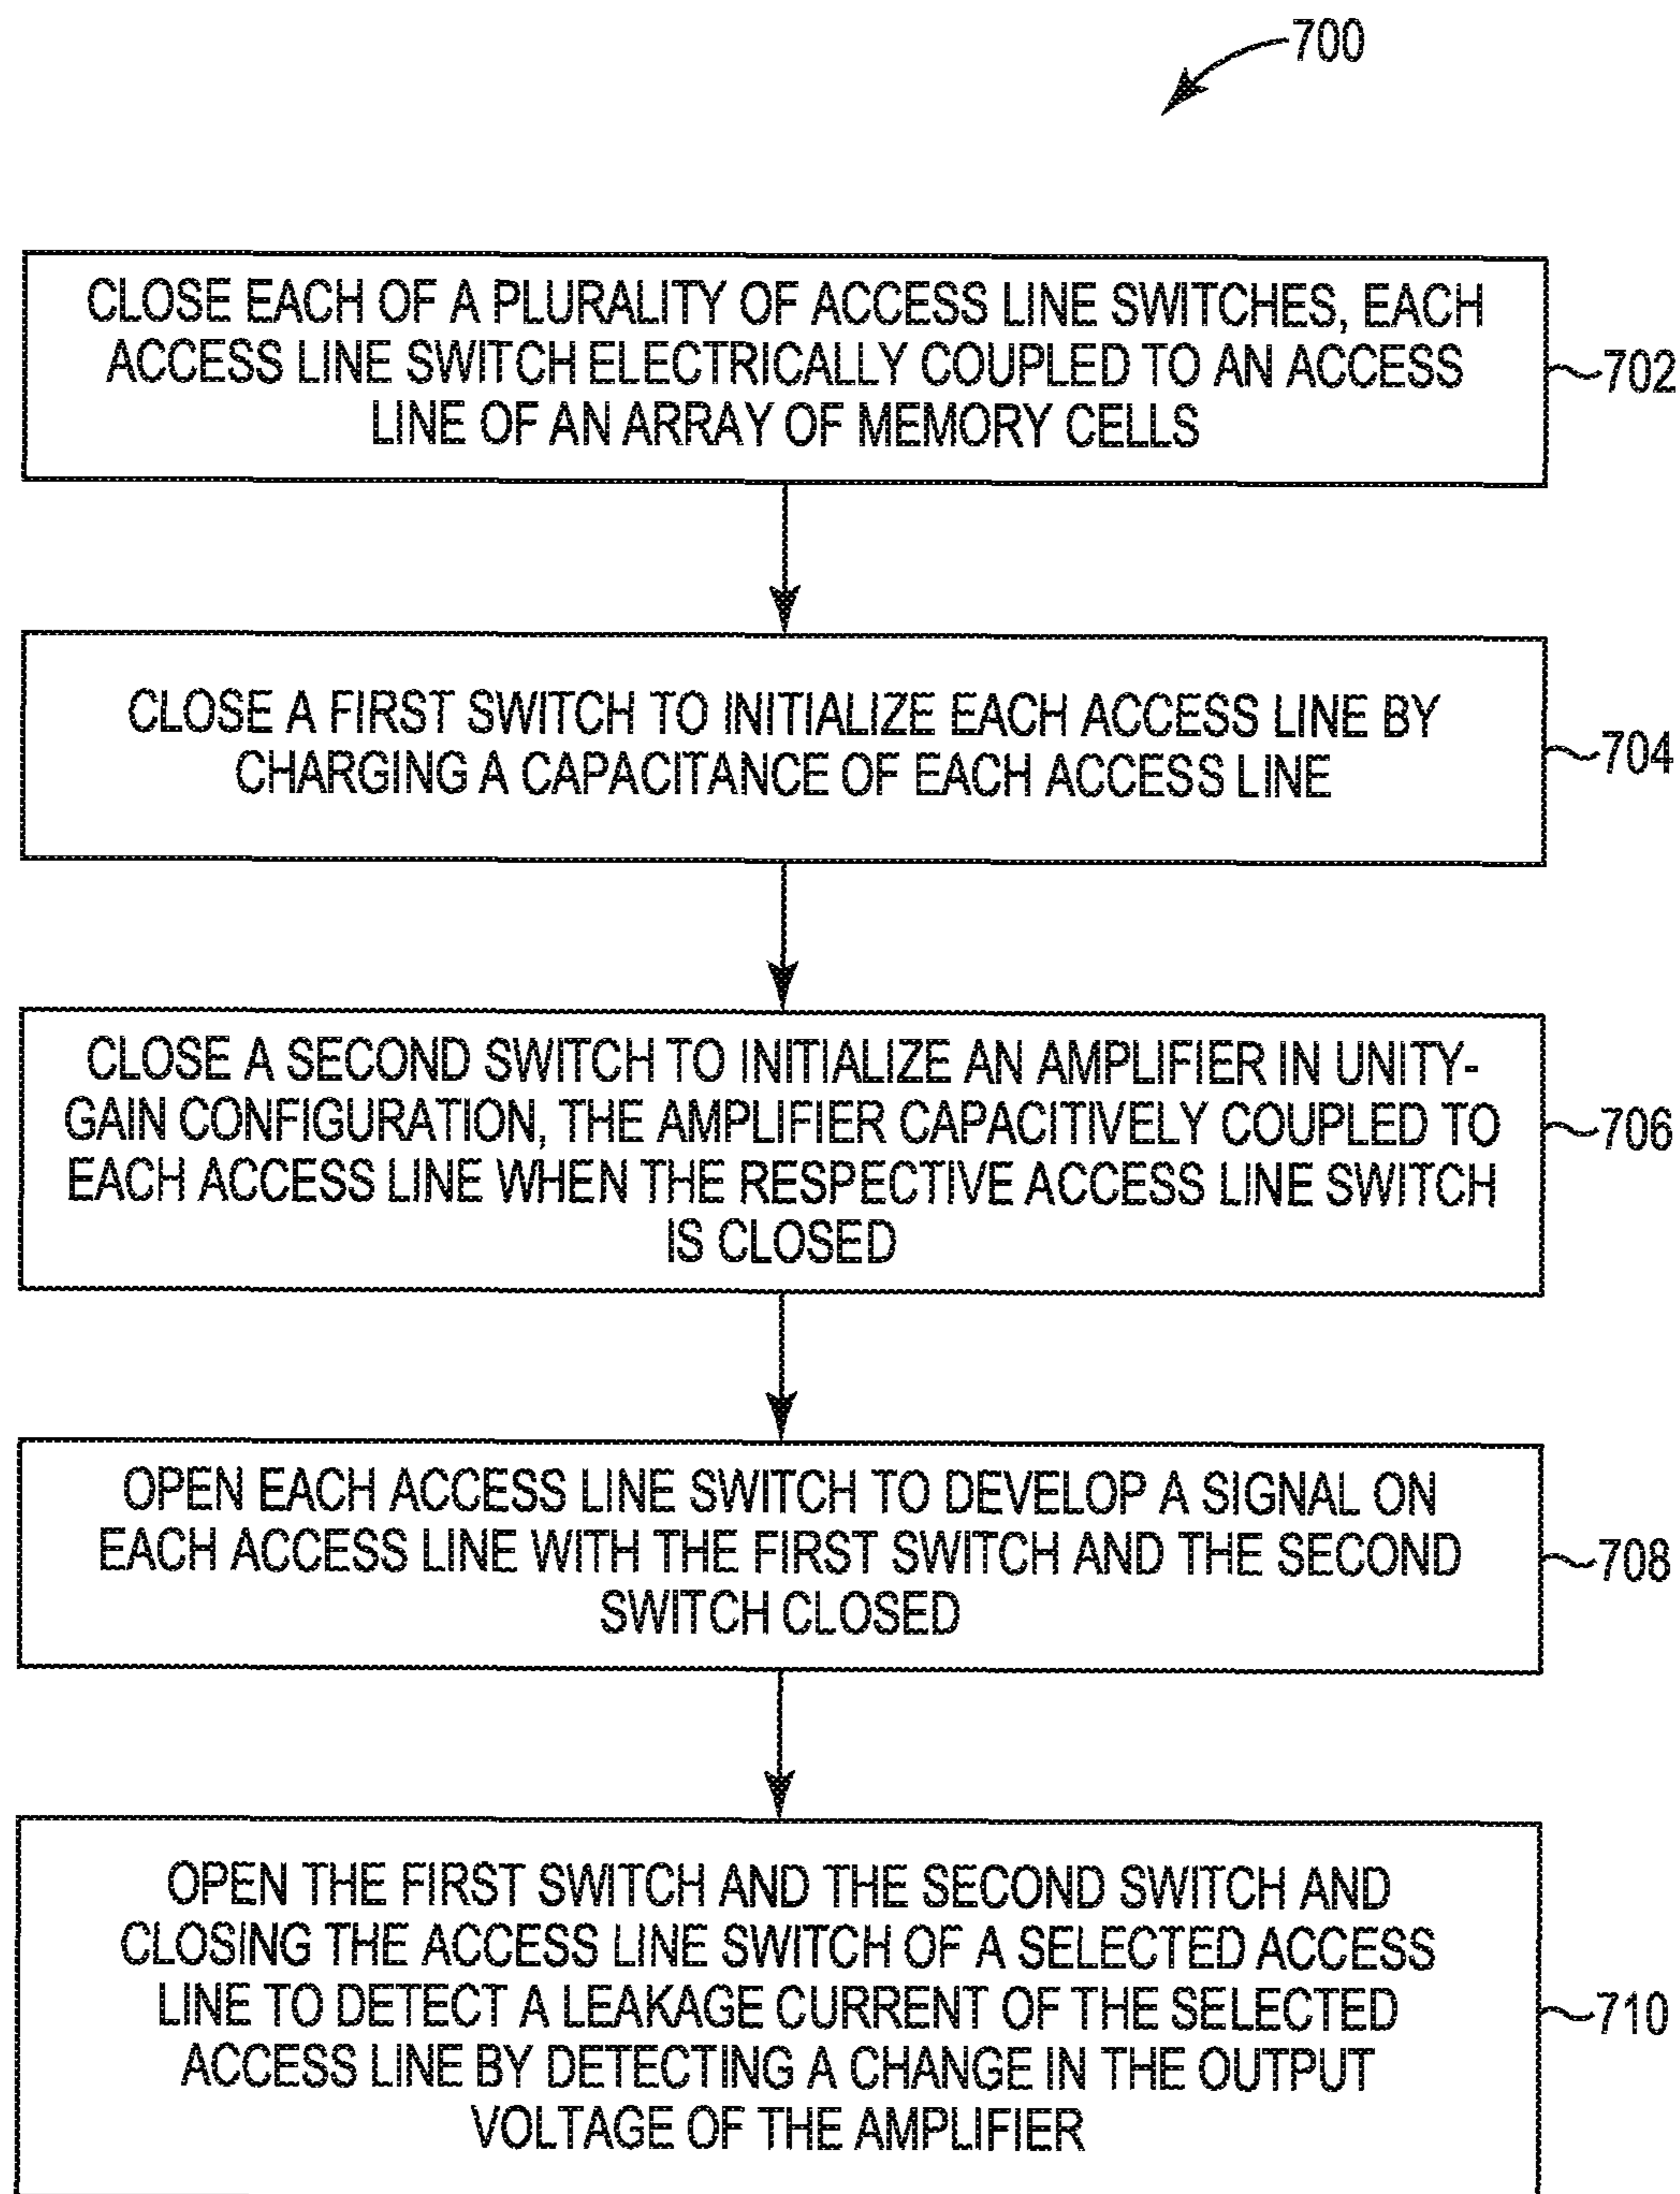 700
CLOSE EACH OF A PLURALITY OF ACCESS LINE SWITCHES, EACH
ACCESS LINE SWITCH ELECTRICALLY COUPLED TO AN ACCESS
LINE OF AN ARRAY OF MEMORY CELLS
702
CLOSE A FIRST SWITCH TO INITIALIZE EACH ACCESS LINE BY
CHARGING A CAPACITANCE OF EACH ACCESS LINE
704
CLOSE A SECOND SWITCH TO INITIALIZE AN AMPLIFIER IN UNITY-
GAIN CONFIGURATION, THE AMPLIFIER CAPACITIVELY COUPLED TO
EACH ACCESS LINE WHEN THE RESPECTIVE ACCESS LINE SWITCH
IS CLOSED
706
OPEN EACH ACCESS LINE SWITCH TO DEVELOP A SIGNAL ON
EACH ACCESS LINE WITH THE FIRST SWITCH AND THE SECOND
SWITCH CLOSED
708
OPEN THE FIRST SWITCH AND THE SECOND SWITCH AND
CLOSING THE ACCESS LINE SWITCH OF A SELECTED ACCESS
LINE TO DETECT A LEAKAGE CURRENT OF THE SELECTED
ACCESS LINE BY DETECTING A CHANGE IN THE OUTPUT
VOLTAGE OF THE AMPLIFIER
710